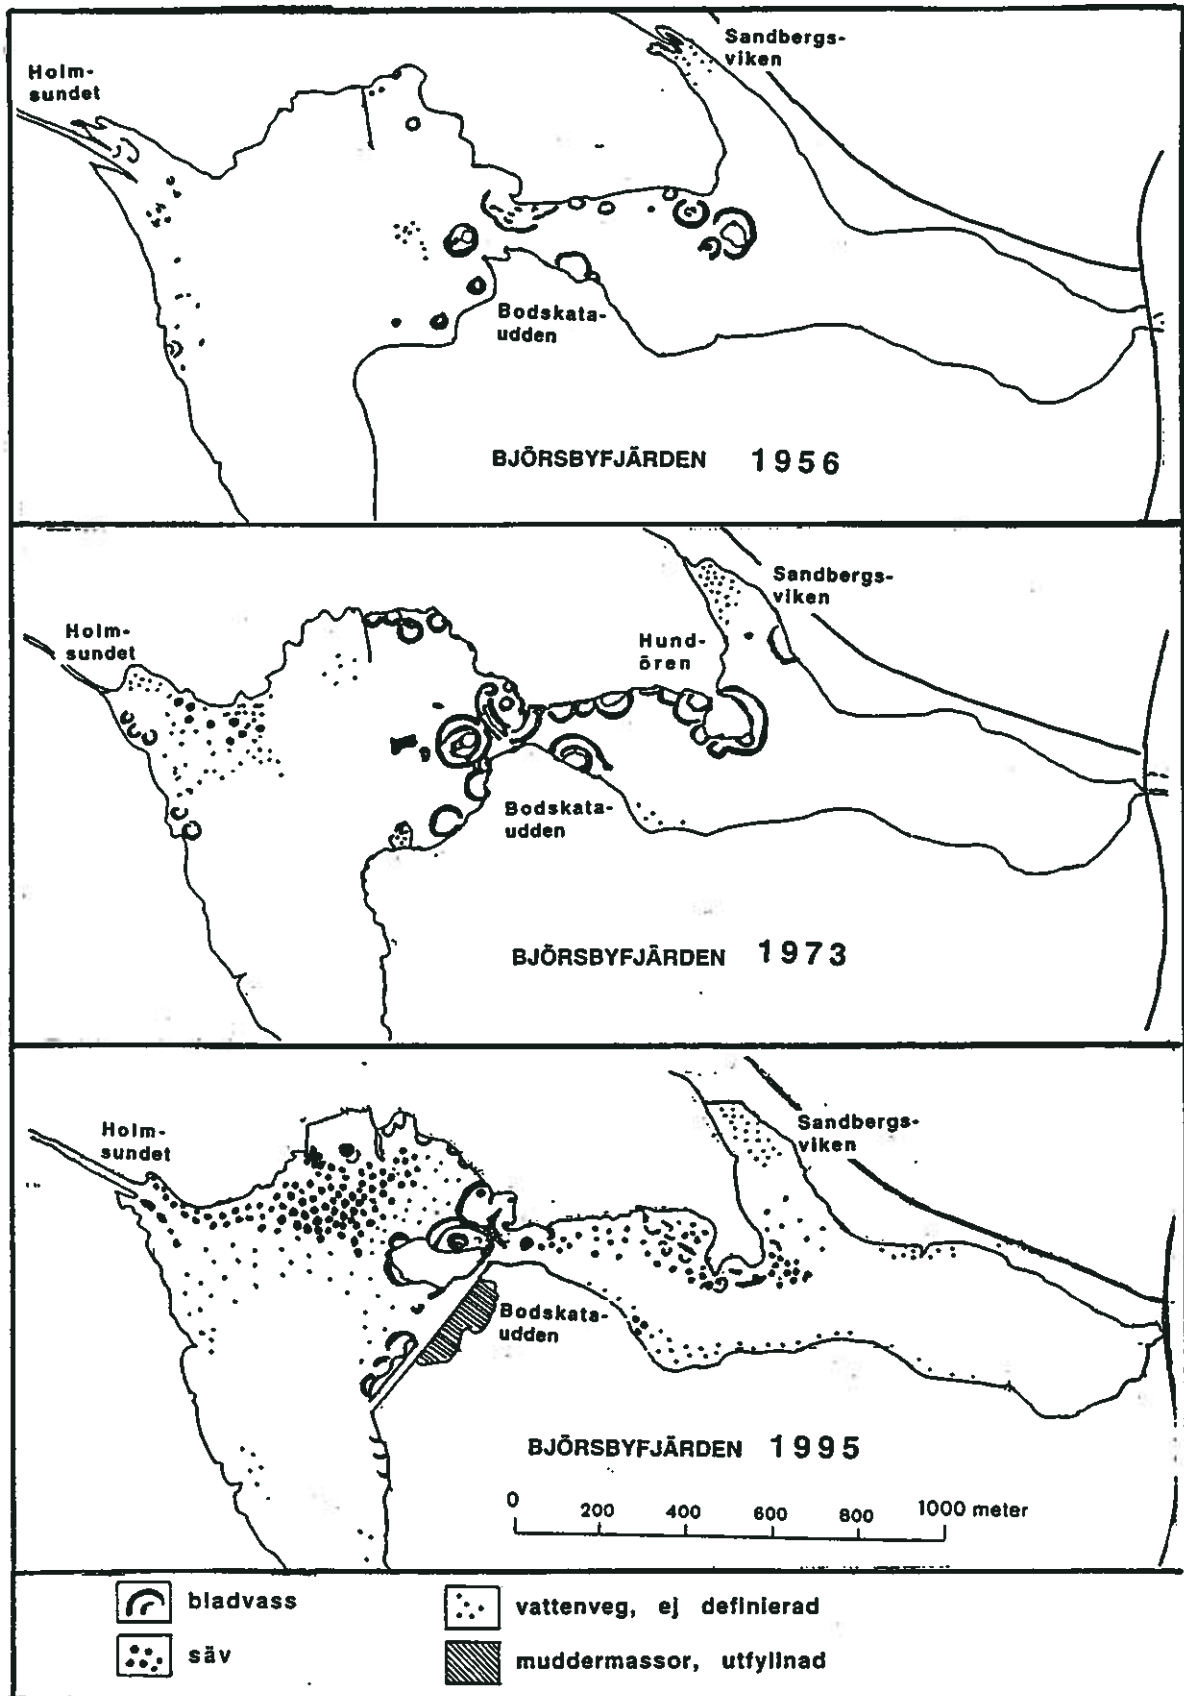 Holm-
sundet
Sandbergs-
viken
Bodskata-
udden
BJÖRSBYFJÄRDEN 1956
Holm-
sundet
Sandbergs-
viken
Hund-
ören
Bodskata-
udden
BJÖRSBYFJÄRDEN 1973
Holm-
sundet
Sandbergs-
viken
Bodskata-
udden
BJÖRSBYFJÄRDEN 1995
0 200 400 600 800 1000 meter
bladvass
säv
vattenveg, ej definierad
muddermassor, utfyllnad